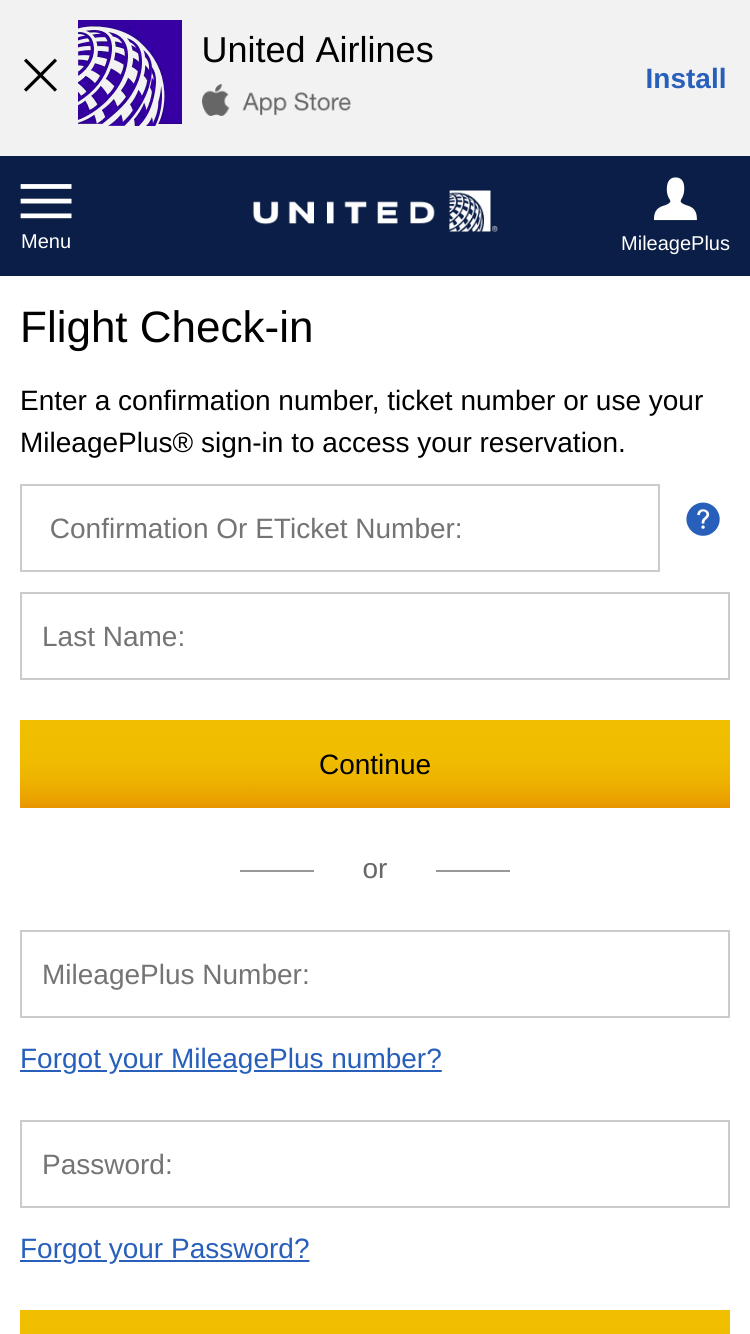 United Airlines
App Store
Install
Menu
UNITED
MileagePlus
Flight Check-in
Enter a confirmation number, ticket number or use your
MileagePlus® sign-in to access your reservation.
Confirmation Or ETicket Number:
?
Last Name:
Continue
or
MileagePlus Number:
Forgot your MileagePlus number?
Password:
Forgot your Password?